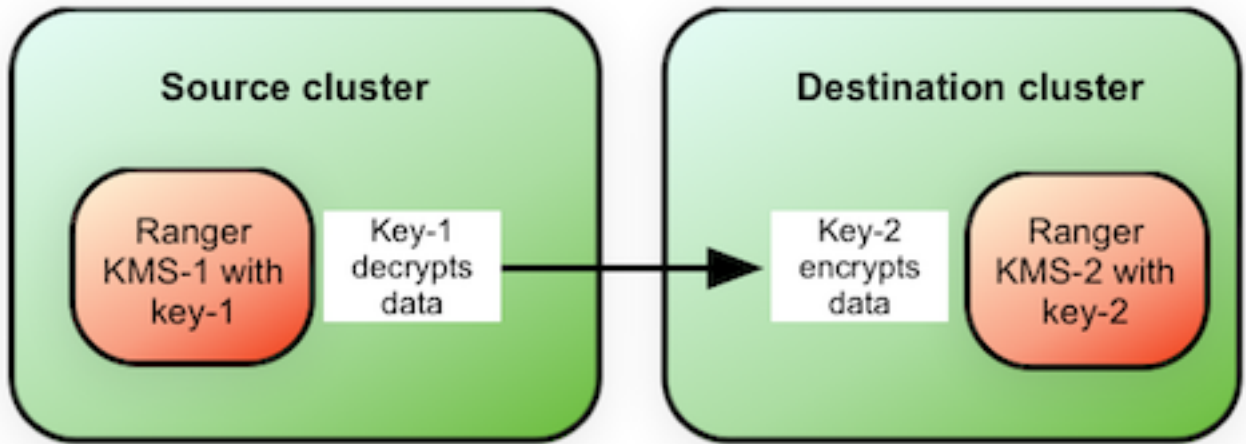 Source cluster
Ranger
KMS-1 with
key-1
Key-1
decrypts
data
Destination cluster
Key-2
encrypts
data
Ranger
KMS-2 with
key-2